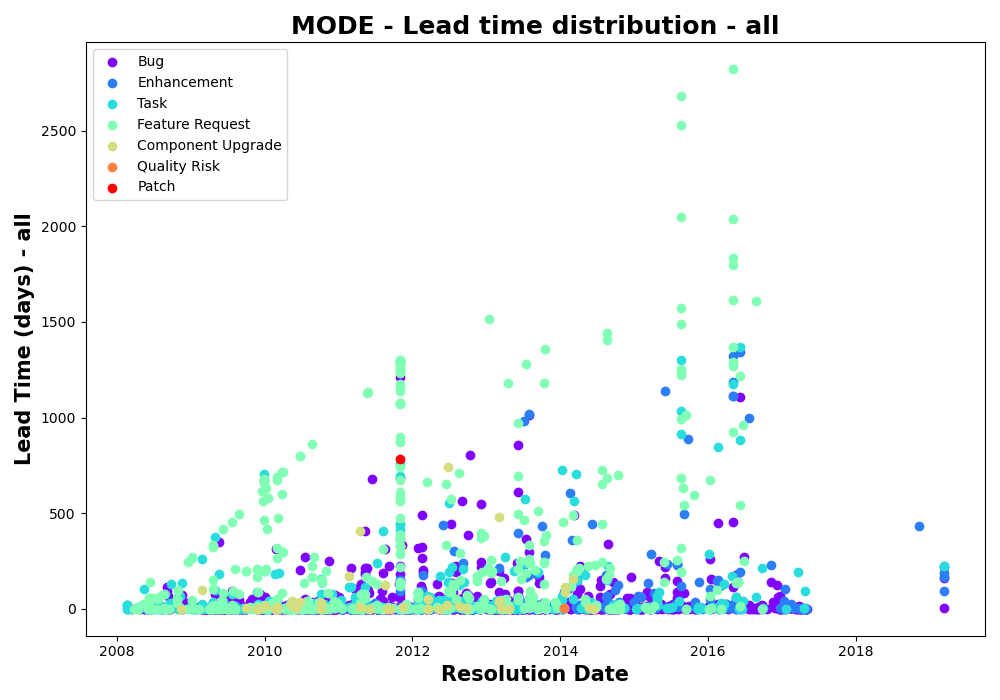 MODE - Lead time distribution - all
Bug
Enhancement
Task
Feature Request
Component Upgrade
Quality Risk
Patch
Lead Time (days) - all
2500
2000
1500
1000
500
0
2008 2010 2012 2014 2016 2018
Resolution Date